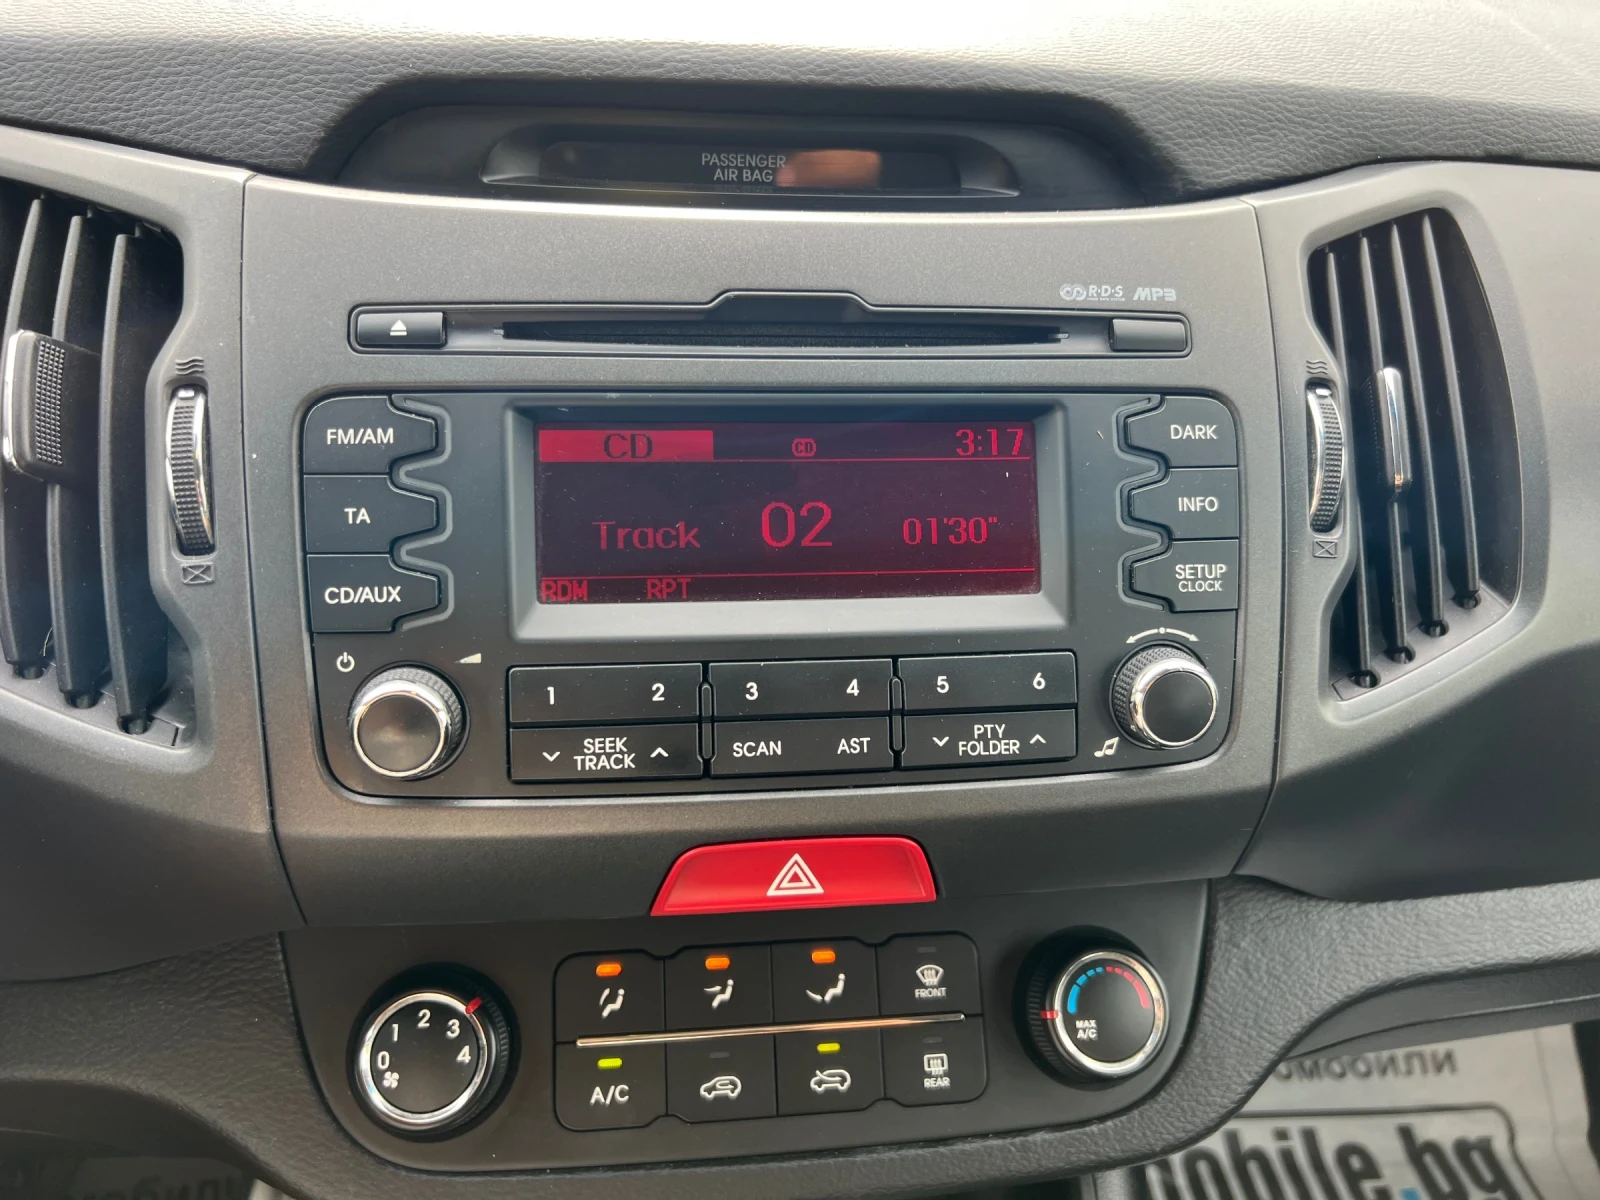 PASSENGER
AIR BAG
R·D·S MP3
FM/AM
TA
CD/AUX
CD CD 3:17
Track 02 01'30"
RDM RPT
DARK
INFO
SETUP
CLOCK
1 2 3 4 5 6
SEEK
TRACK
SCAN AST
PTY
FOLDER
0 1 2 3 4
FRONT
A/C
REAR
MAX
A/C
mobile.bg